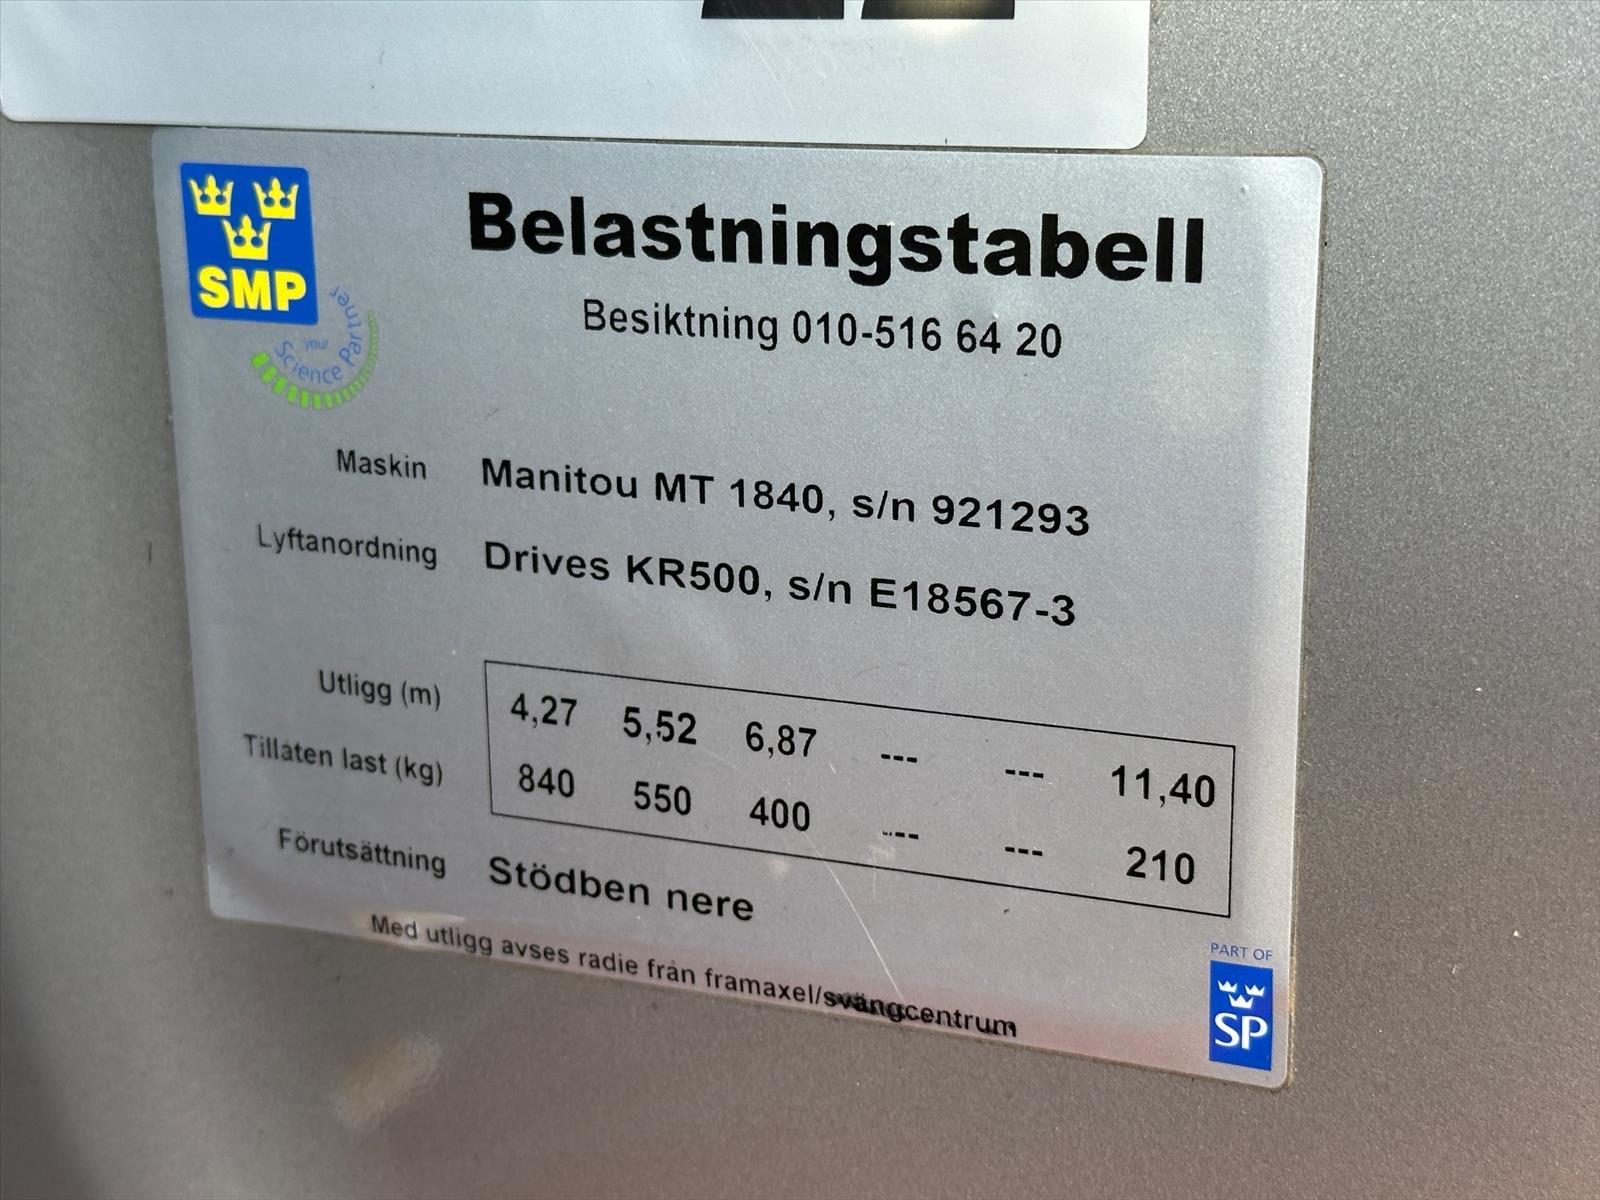 SMP
your
Science Partner
Belastningstabell
Besiktning 010-516 64 20
Maskin Manitou MT 1840, s/n 921293
Lyftanordning Drives KR500, s/n E18567-3
Utligg (m) 4,27 5,52 6,87 --- --- 11,40
Tillåten last (kg) 840 550 400 --- --- 210
Förutsättning Stödben nere
Med utligg avses radie från framaxel/svängcentrum
PART OF
SP